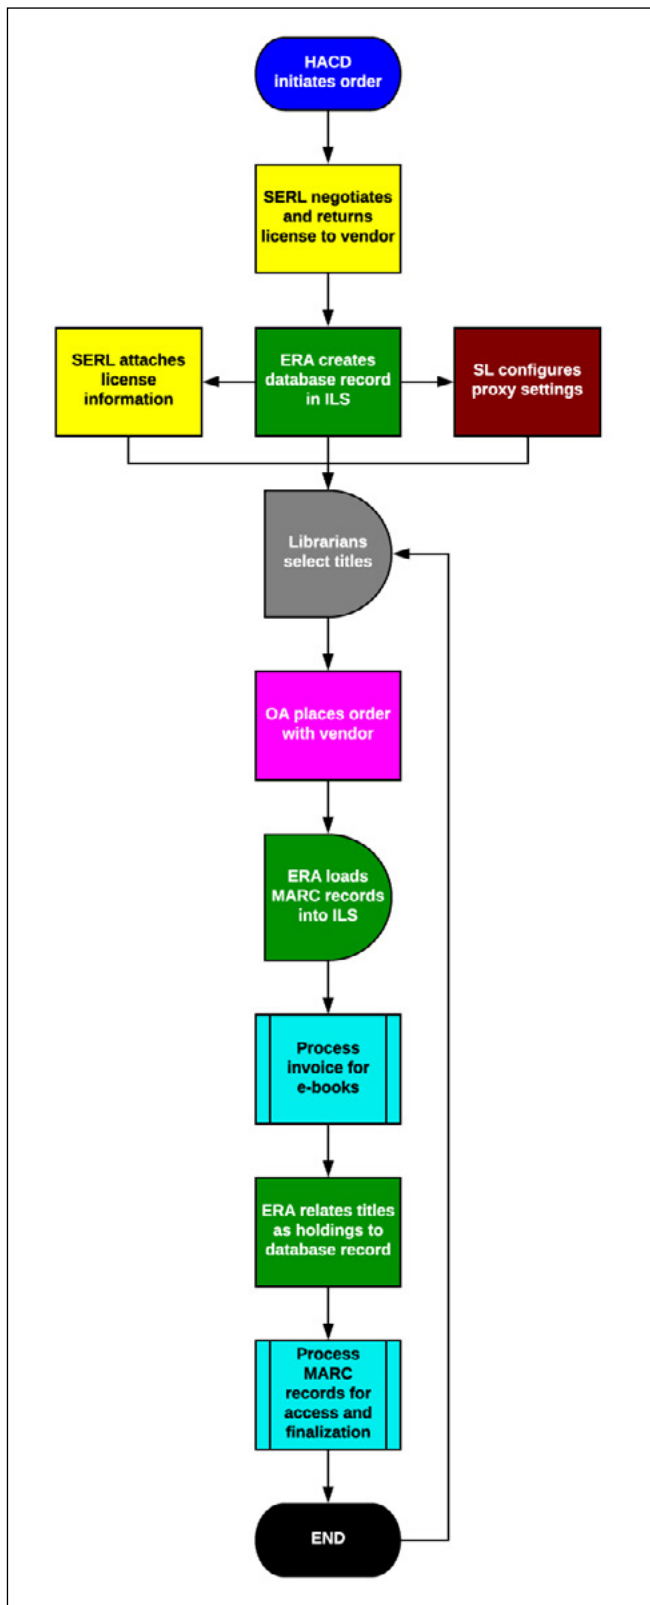 HACD
initiates order
SERL negotiates
and returns
license to vendor
SERL attaches
license
information
ERA creates
database record
in ILS
SL configures
proxy settings
Librarians
select titles
OA places order
with vendor
ERA loads
MARC records
into ILS
Process
invoice for
e-books
ERA relates titles
as holdings to
database record
Process
MARC
records for
access and
finalization
END